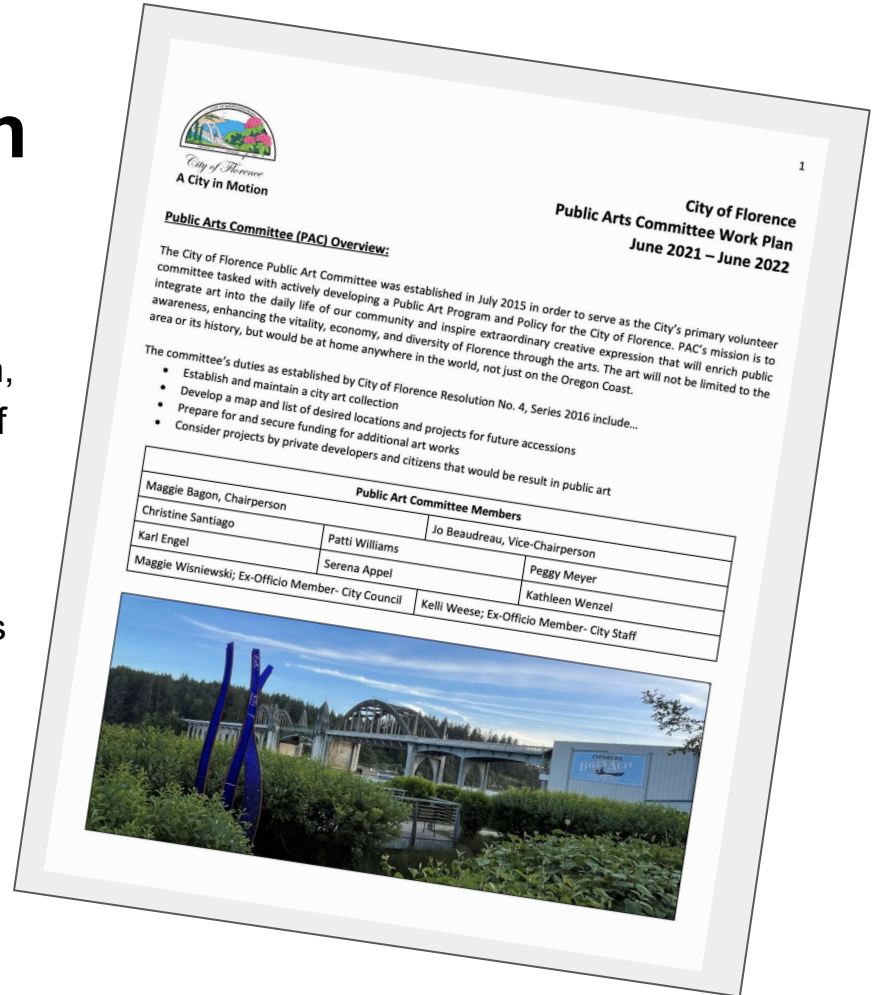 n
,
f
s
1
City of Florence
A City in Motion
City of Florence
Public Arts Committee Work Plan
June 2021 – June 2022
Public Arts Committee (PAC) Overview:
The City of Florence Public Art Committee was established in July 2015 in order to serve as the City's primary volunteer
committee tasked with actively developing a Public Art Program and Policy for the City of Florence. PAC's mission is to
integrate art into the daily life of our community and inspire extraordinary creative expression that will enrich public
awareness, enhancing the vitality, economy, and diversity of Florence through the arts. The art will not be limited to the
area or its history, but would be at home anywhere in the world, not just on the Oregon Coast.
The committee's duties as established by City of Florence Resolution No. 4, Series 2016 include...
• Establish and maintain a city art collection
• Develop a map and list of desired locations and projects for future accessions
• Prepare for and secure funding for additional art works
• Consider projects by private developers and citizens that would be result in public art
Public Art Committee Members
Maggie Bagon, Chairperson
Jo Beaudreau, Vice-Chairperson
Christine Santiago
Patti Williams
Peggy Meyer
Karl Engel
Serena Appel
Kathleen Wenzel
Maggie Wisniewski; Ex-Officio Member- City Council
Kelli Weese; Ex-Officio Member- City Staff